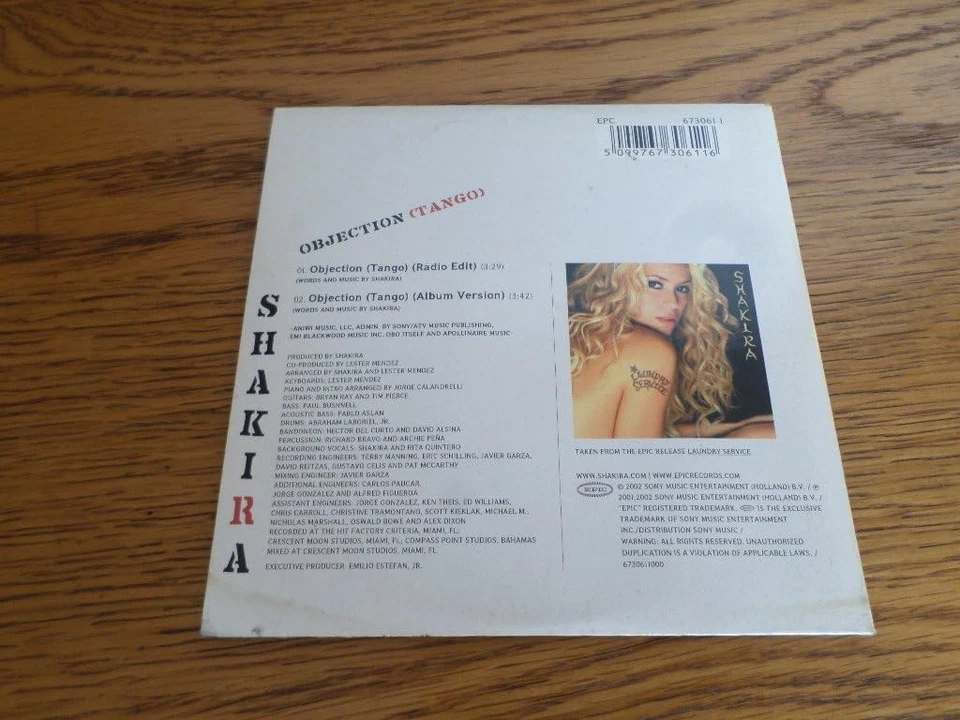 EPC 673061 1
5 099767 306116
OBJECTION (TANGO)
01. Objection (Tango) (Radio Edit) (3:29)
(WORDS AND MUSIC BY SHAKIRA)
02. Objection (Tango) (Album Version) (3:42)
(WORDS AND MUSIC BY SHAKIRA)
-ANIWI MUSIC, LLC, ADMIN. BY SONY/ATV MUSIC PUBLISHING,
EMI BLACKWOOD MUSIC INC. OBO ITSELF AND APOLLINAIRE MUSIC-
SHAKIRA
PRODUCED BY SHAKIRA
CO-PRODUCED BY LESTER MENDEZ
ARRANGED BY SHAKIRA AND LESTER MENDEZ
KEYBOARDS: LESTER MENDEZ
PIANO AND INTRO ARRANGED BY JORGE CALANDRELLI
GUITARS: BRYAN RAY AND TIM PIERCE
BASS: PAUL BUSHNELL
ACOUSTIC BASS: PABLO ASLAN
DRUMS: ABRAHAM LABORIEL, JR.
BANDONEON: HECTOR DEL CURTO AND DAVID ALSINA
PERCUSSION: RICHARD BRAVO AND ARCHIE PEÑA
BACKGROUND VOCALS: SHAKIRA AND RITA QUINTERO
RECORDING ENGINEERS: TERRY MANNING, ERIC SCHILLING, JAVIER GARZA,
DAVID REITZAS, GUSTAVO CELIS AND PAT MCCARTHY
MIXING ENGINEER: JAVIER GARZA
ADDITIONAL ENGINEERS: CARLOS PAUCAR,
JORGE GONZALEZ AND ALFRED FIGUEROA
ASSISTANT ENGINEERS: JORGE GONZALEZ, KEN THEIS, ED WILLIAMS,
CHRIS CARROLL, CHRISTINE TRAMONTANO, SCOTT KIEKLAK, MICHAEL M.,
NICHOLAS MARSHALL, OSWALD BOWE AND ALEX DIXON
RECORDED AT THE HIT FACTORY CRITERIA, MIAMI, FL;
CRESCENT MOON STUDIOS, MIAMI, FL; COMPASS POINT STUDIOS, BAHAMAS
MIXED AT CRESCENT MOON STUDIOS, MIAMI, FL
EXECUTIVE PRODUCER: EMILIO ESTEFAN, JR.
SHAKIRA
LAUNDRY
SERVICE
TAKEN FROM THE EPIC RELEASE LAUNDRY SERVICE
WWW.SHAKIRA.COM | WWW.EPICRECORDS.COM
EPIC
© 2002 SONY MUSIC ENTERTAINMENT (HOLLAND) B.V. / ℗
2001,2002 SONY MUSIC ENTERTAINMENT (HOLLAND) B.V. /
"EPIC" REGISTERED TRADEMARK. EPIC IS THE EXCLUSIVE
TRADEMARK OF SONY MUSIC ENTERTAINMENT
INC./DISTRIBUTION SONY MUSIC /
WARNING: ALL RIGHTS RESERVED. UNAUTHORIZED
DUPLICATION IS A VIOLATION OF APPLICABLE LAWS. /
6730611000